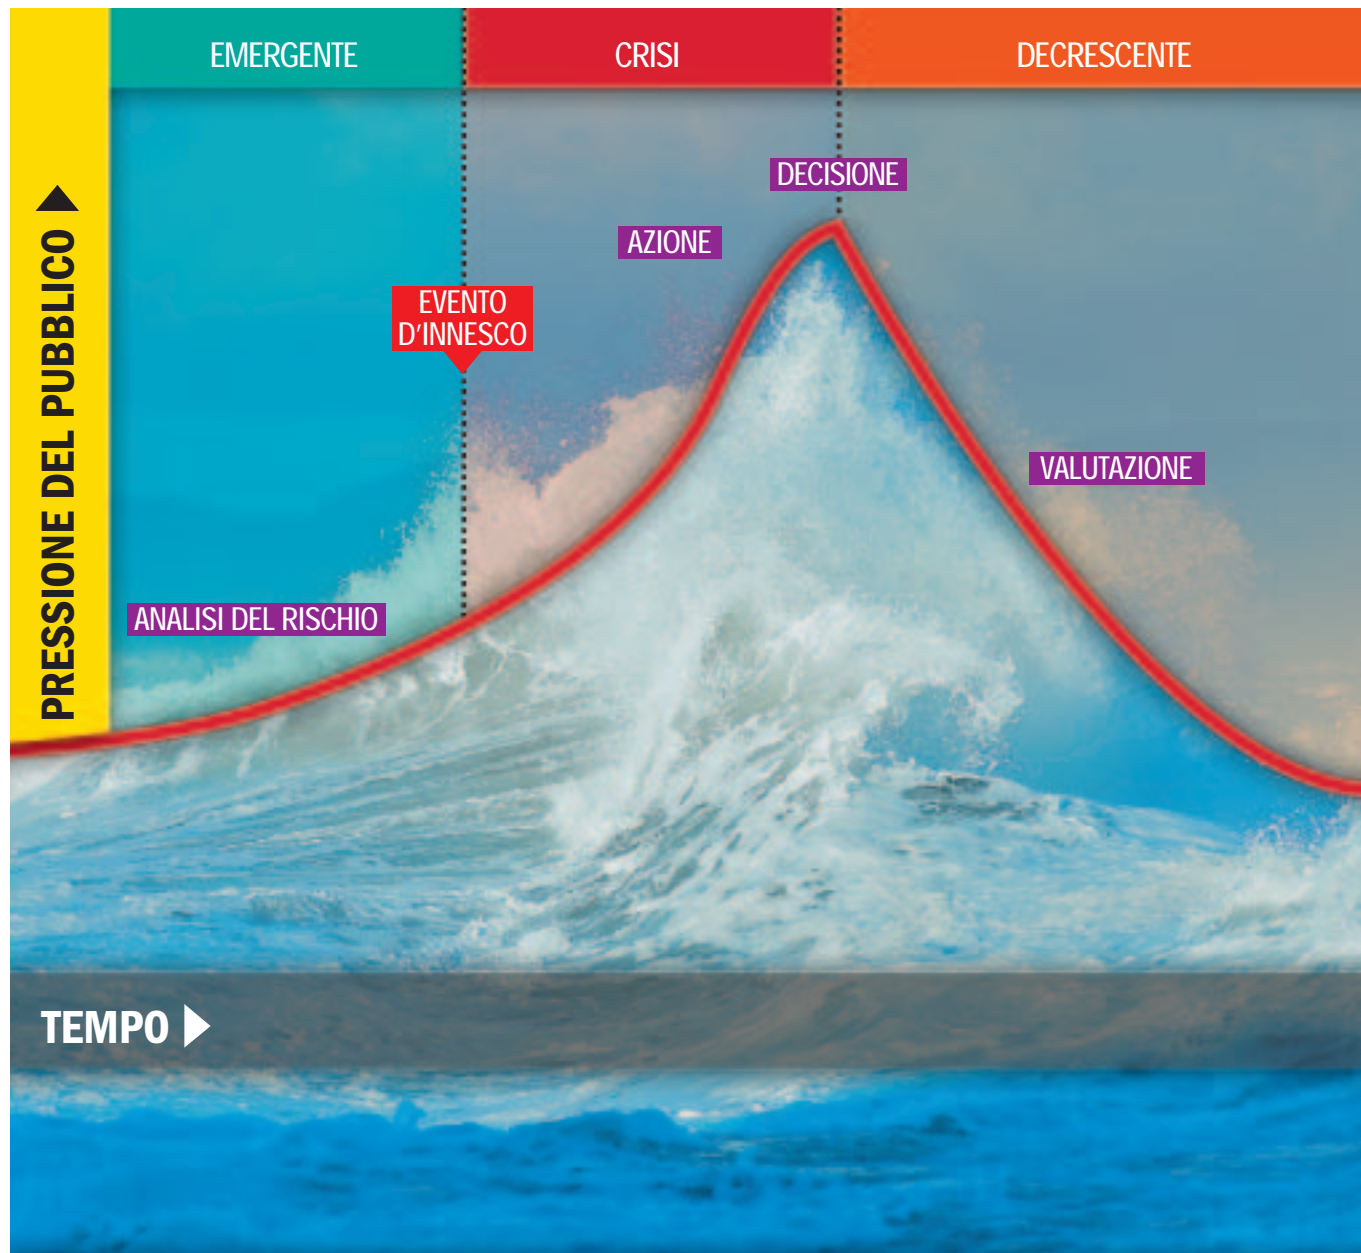 EMERGENTE
CRISI
DECRESCENTE
DECISIONE
AZIONE
EVENTO
D'INNESCO
VALUTAZIONE
ANALISI DEL RISCHIO
PRESSIONE DEL PUBBLICO
TEMPO